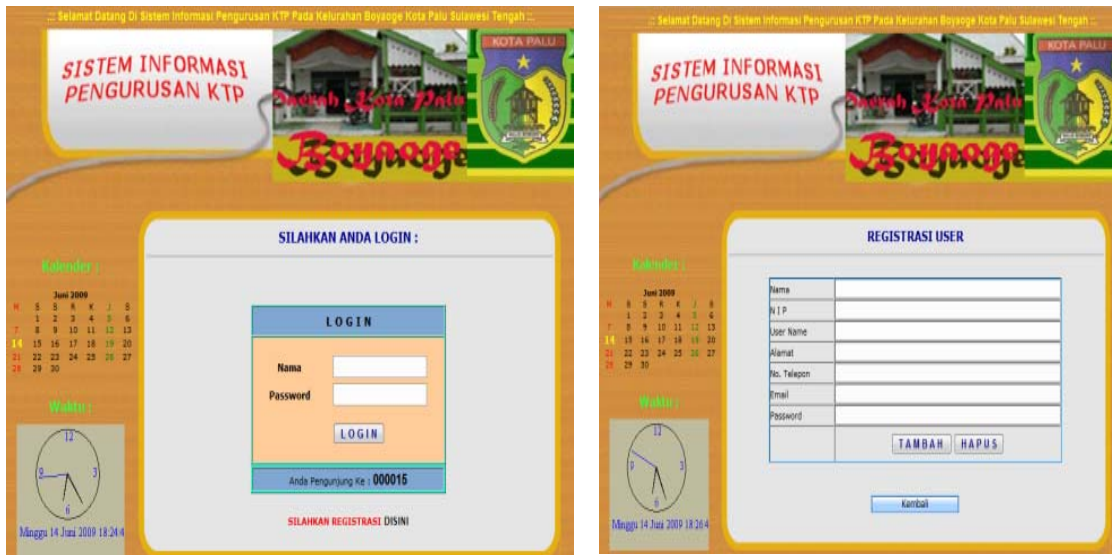 .:: Selamat Datang Di Sistem Informasi Pengurusan KTP Pada Kelurahan Boyaoge Kota Palu Sulawesi Tengah ::.
SISTEM INFORMASI
PENGURUSAN KTP
KOTA PALU
Daerah Kota Palu
Boyaoge
SILAHKAN ANDA LOGIN :
Kalender :
Juni 2009
M S S R K J S
1 2 3 4 5 6
7 8 9 10 11 12 13
14 15 16 17 18 19 20
21 22 23 24 25 26 27
28 29 30
Waktu :
12
9 3
6
Minggu 14 Juni 2009 18:24:4
LOGIN
Nama
Password
LOGIN
Anda Pengunjung Ke : 000015
SILAHKAN REGISTRASI DISINI
.:: Selamat Datang Di Sistem Informasi Pengurusan KTP Pada Kelurahan Boyaoge Kota Palu Sulawesi Tengah ::.
SISTEM INFORMASI
PENGURUSAN KTP
KOTA PALU
Daerah Kota Palu
Boyaoge
REGISTRASI USER
Kalender :
Juni 2009
M S S R K J S
1 2 3 4 5 6
7 8 9 10 11 12 13
14 15 16 17 18 19 20
21 22 23 24 25 26 27
28 29 30
Waktu :
12
9 3
6
Minggu 14 Juni 2009 18:26:4
Nama
N I P
User Name
Alamat
No. Telepon
Email
Password
TAMBAH HAPUS
Kembali